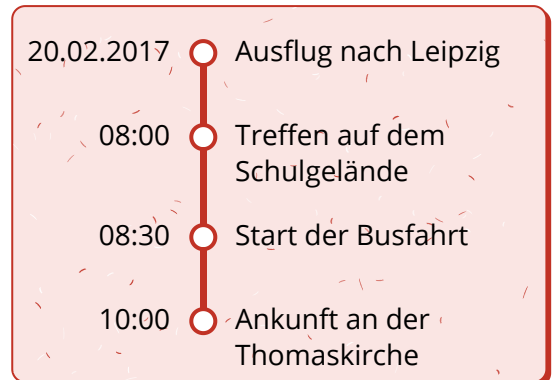 20.02.2017 Ausflug nach Leipzig
08:00 Treffen auf dem
Schulgelände
08:30 Start der Busfahrt
10:00 Ankunft an der
Thomaskirche